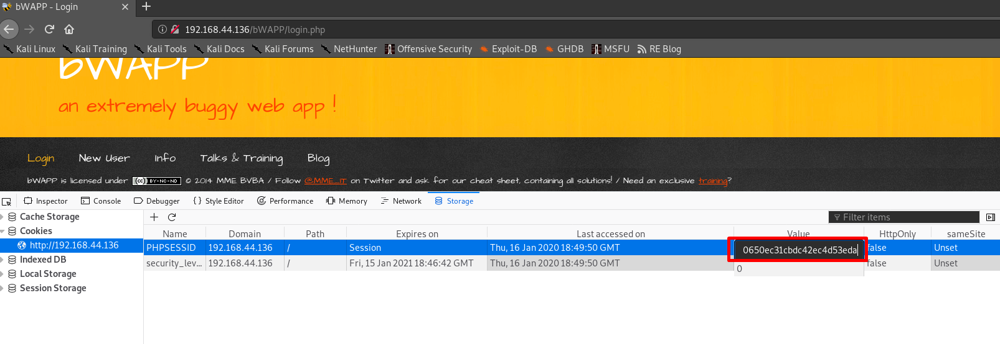 bWAPP - Login
192.168.44.136/bWAPP/login.php
Kali Linux Kali Training Kali Tools Kali Docs Kali Forums NetHunter Offensive Security Exploit-DB GHDB MSFU RE Blog
bWAPP
an extremely buggy web app !
Login New User Info Talks & Training Blog
bWAPP is licensed under (cc) BY-NC-ND © 2014 MME BVBA / Follow @MME_IT on Twitter and ask for our cheat sheet, containing all solutions! / Need an exclusive training?
Inspector Console Debugger Style Editor Performance Memory Network Storage
Filter items
Cache Storage
Cookies
http://192.168.44.136
Indexed DB
Local Storage
Session Storage
Name Domain Path Expires on Last accessed on Value HttpOnly sameSite
PHPSESSID 192.168.44.136 / Session Thu, 16 Jan 2020 18:49:50 GMT 0650ec31cbdc42ec4d53eda false Unset
security_lev... 192.168.44.136 / Fri, 15 Jan 2021 18:46:42 GMT Thu, 16 Jan 2020 18:49:50 GMT 0 false Unset